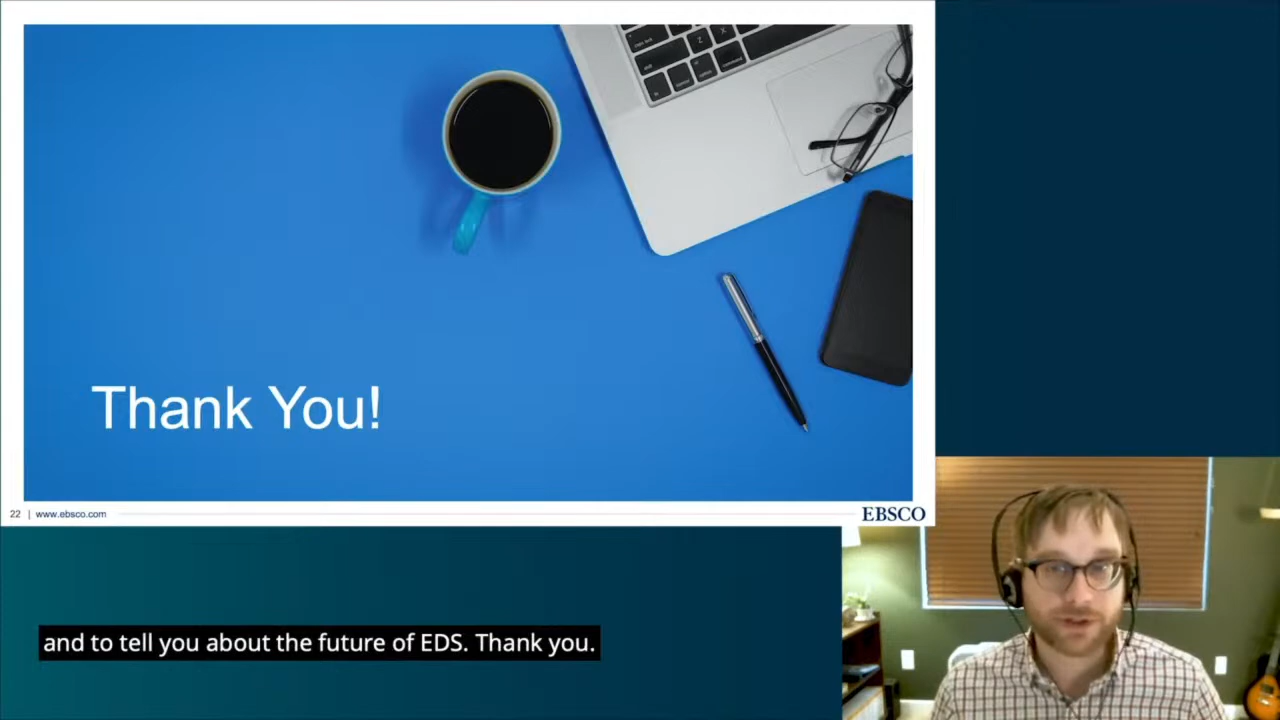 Z
X
Thank You!
22 | www.ebsco.com
EBSCO
and to tell you about the future of EDS. Thank you.